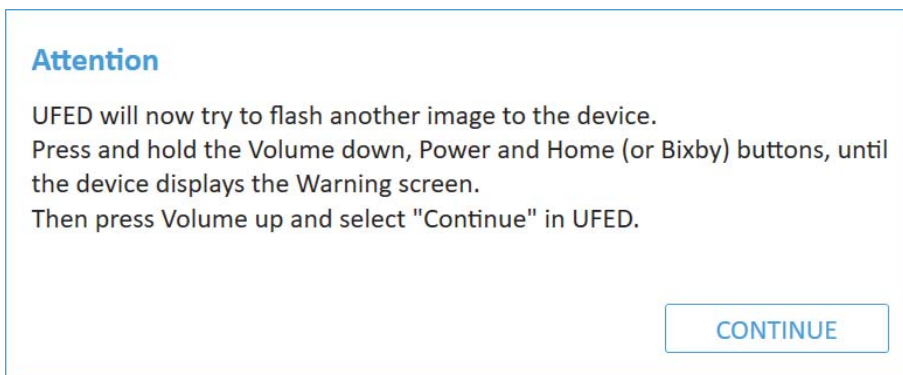 Attention
UFED will now try to flash another image to the device.
Press and hold the Volume down, Power and Home (or Bixby) buttons, until
the device displays the Warning screen.
Then press Volume up and select "Continue" in UFED.
CONTINUE